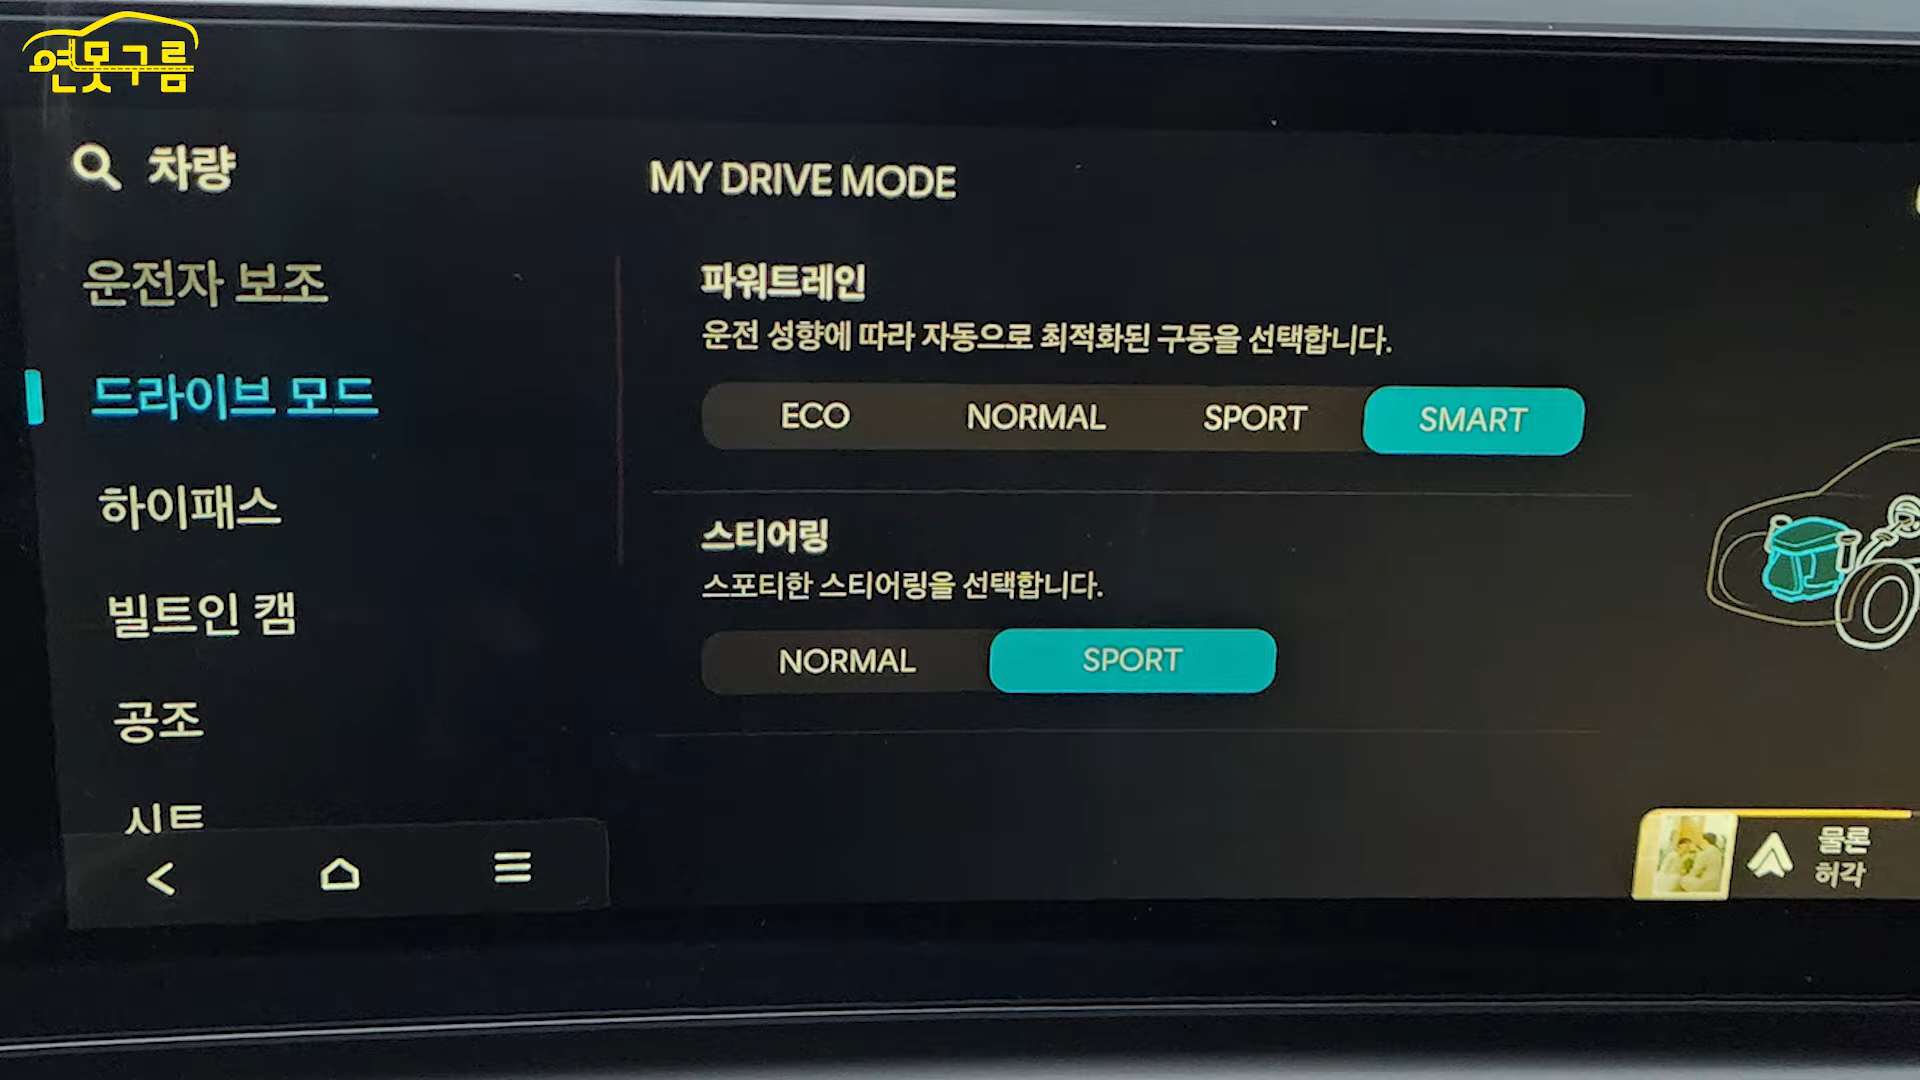 연못구름
차량
운전자 보조
드라이브 모드
하이패스
빌트인 캠
공조
시트
MY DRIVE MODE
파워트레인
운전 성향에 따라 자동으로 최적화된 구동을 선택합니다.
ECO NORMAL SPORT SMART
스티어링
스포티한 스티어링을 선택합니다.
NORMAL SPORT
물론
허각